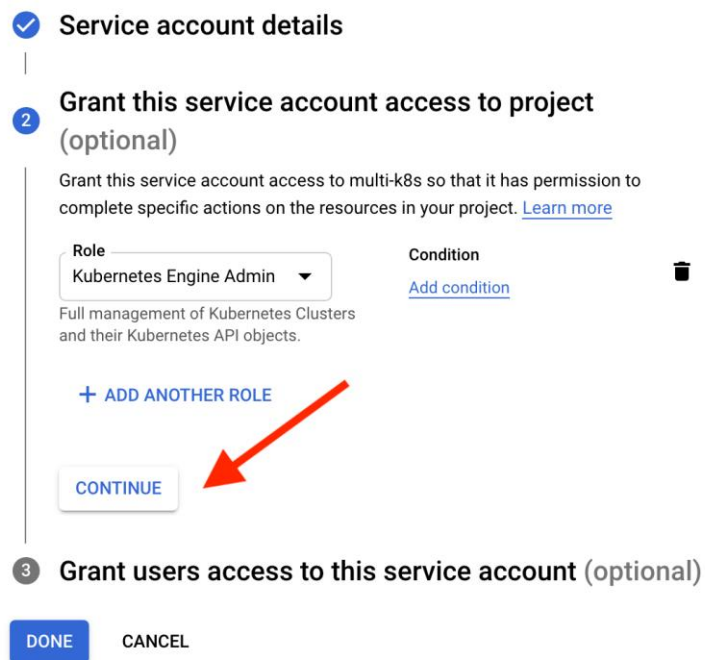 Service account details
2
Grant this service account access to project
(optional)
Grant this service account access to multi-k8s so that it has permission to
complete specific actions on the resources in your project. Learn more
Role
Kubernetes Engine Admin
Condition
Add condition
Full management of Kubernetes Clusters
and their Kubernetes API objects.
+ ADD ANOTHER ROLE
CONTINUE
3
Grant users access to this service account (optional)
DONE
CANCEL